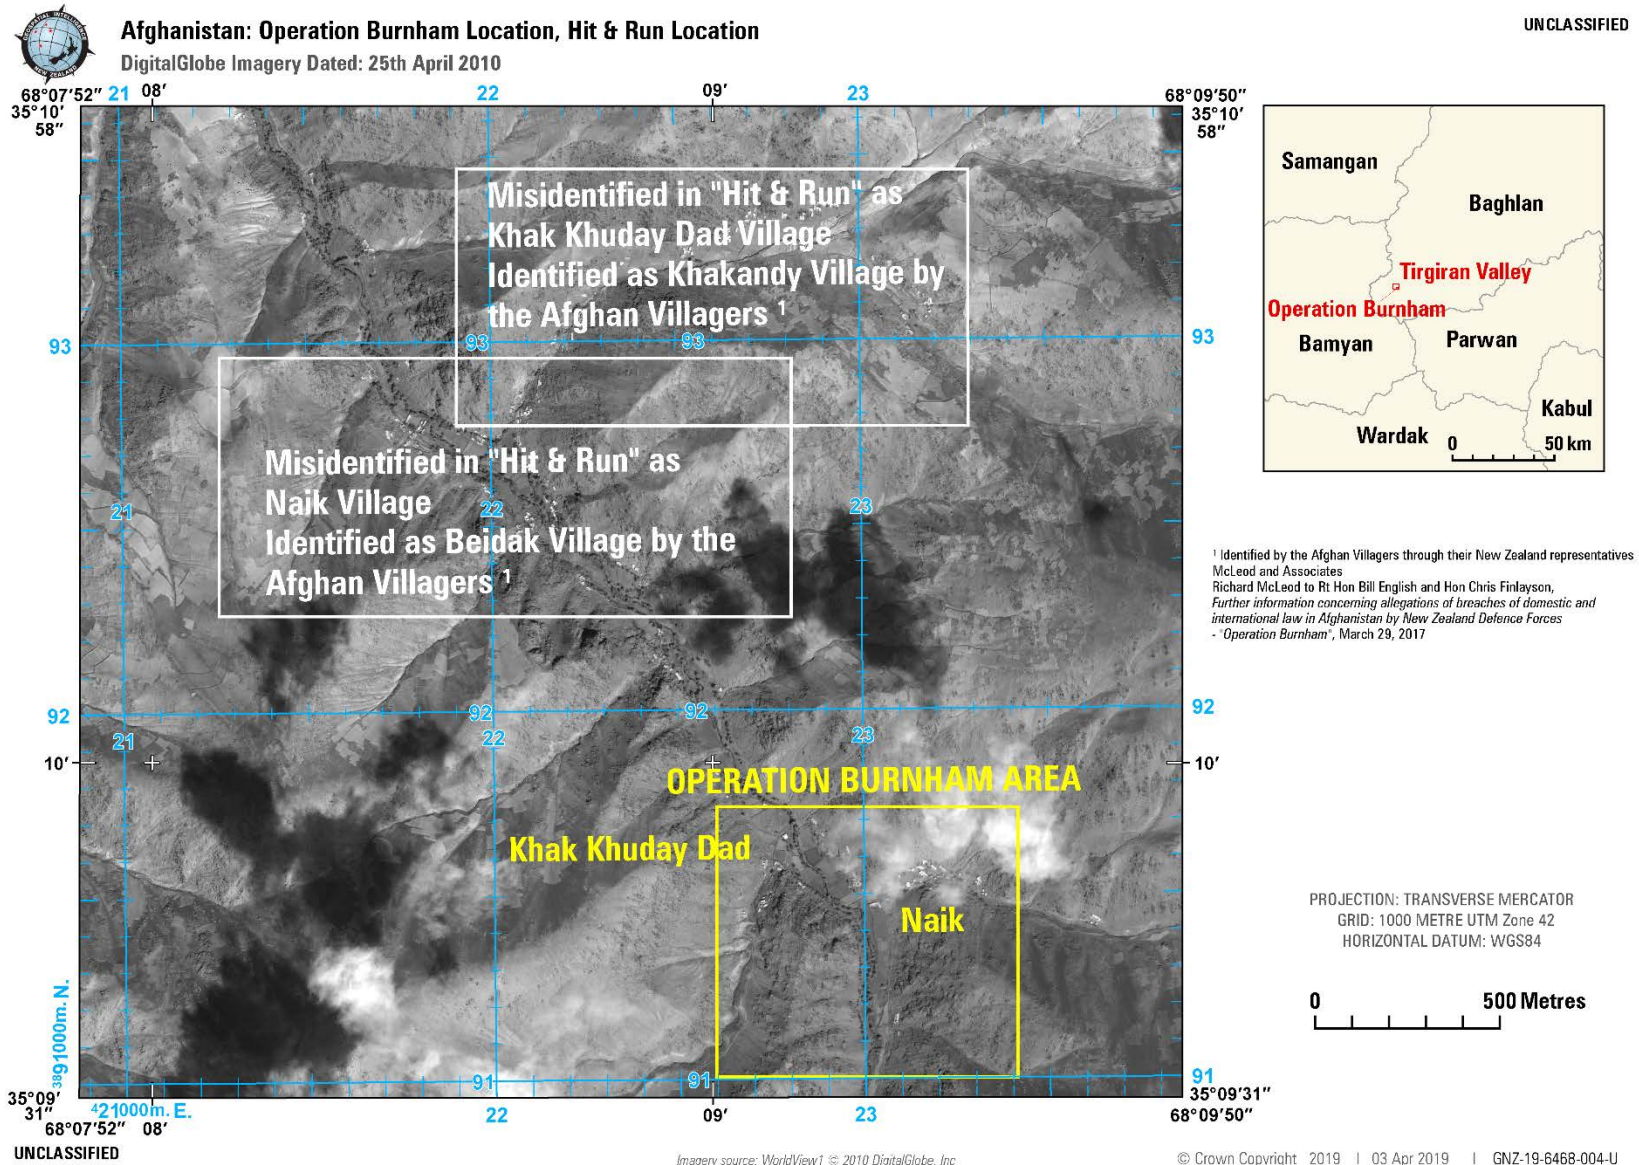 GEOSPATIAL INTELLIGENCE
NEW ZEALAND
Afghanistan: Operation Burnham Location, Hit & Run Location
DigitalGlobe Imagery Dated: 25th April 2010
UNCLASSIFIED
68°07'52" 21 08' 22 09' 23 68°09'50"
35°10'
58"
35°10'
58"
Misidentified in "Hit & Run" as
Khak Khuday Dad Village
Identified as Khakandy Village by
the Afghan Villagers 1
93 93 93 93
Misidentified in "Hit & Run" as
Naik Village
Identified as Beidak Village by the
Afghan Villagers 1
21 22 23
92 92 92
21 22 23
10' 10'
OPERATION BURNHAM AREA
Khak Khuday Dad
Naik
3891000m. N.
91 91 91
35°09'
31"
35°09'31"
421000m. E. 22 09' 23 68°09'50"
68°07'52" 08'
UNCLASSIFIED
Samangan
Baghlan
Tirgiran Valley
Operation Burnham
Bamyan
Parwan
Kabul
Wardak
0 50 km
1 Identified by the Afghan Villagers through their New Zealand representatives
McLeod and Associates
Richard McLeod to Rt Hon Bill English and Hon Chris Finlayson,
Further information concerning allegations of breaches of domestic and
international law in Afghanistan by New Zealand Defence Forces
- "Operation Burnham", March 29, 2017
PROJECTION: TRANSVERSE MERCATOR
GRID: 1000 METRE UTM Zone 42
HORIZONTAL DATUM: WGS84
0 500 Metres
Imagery source: WorldView1 © 2010 DigitalGlobe, Inc
© Crown Copyright 2019 | 03 Apr 2019 | GNZ-19-6468-004-U